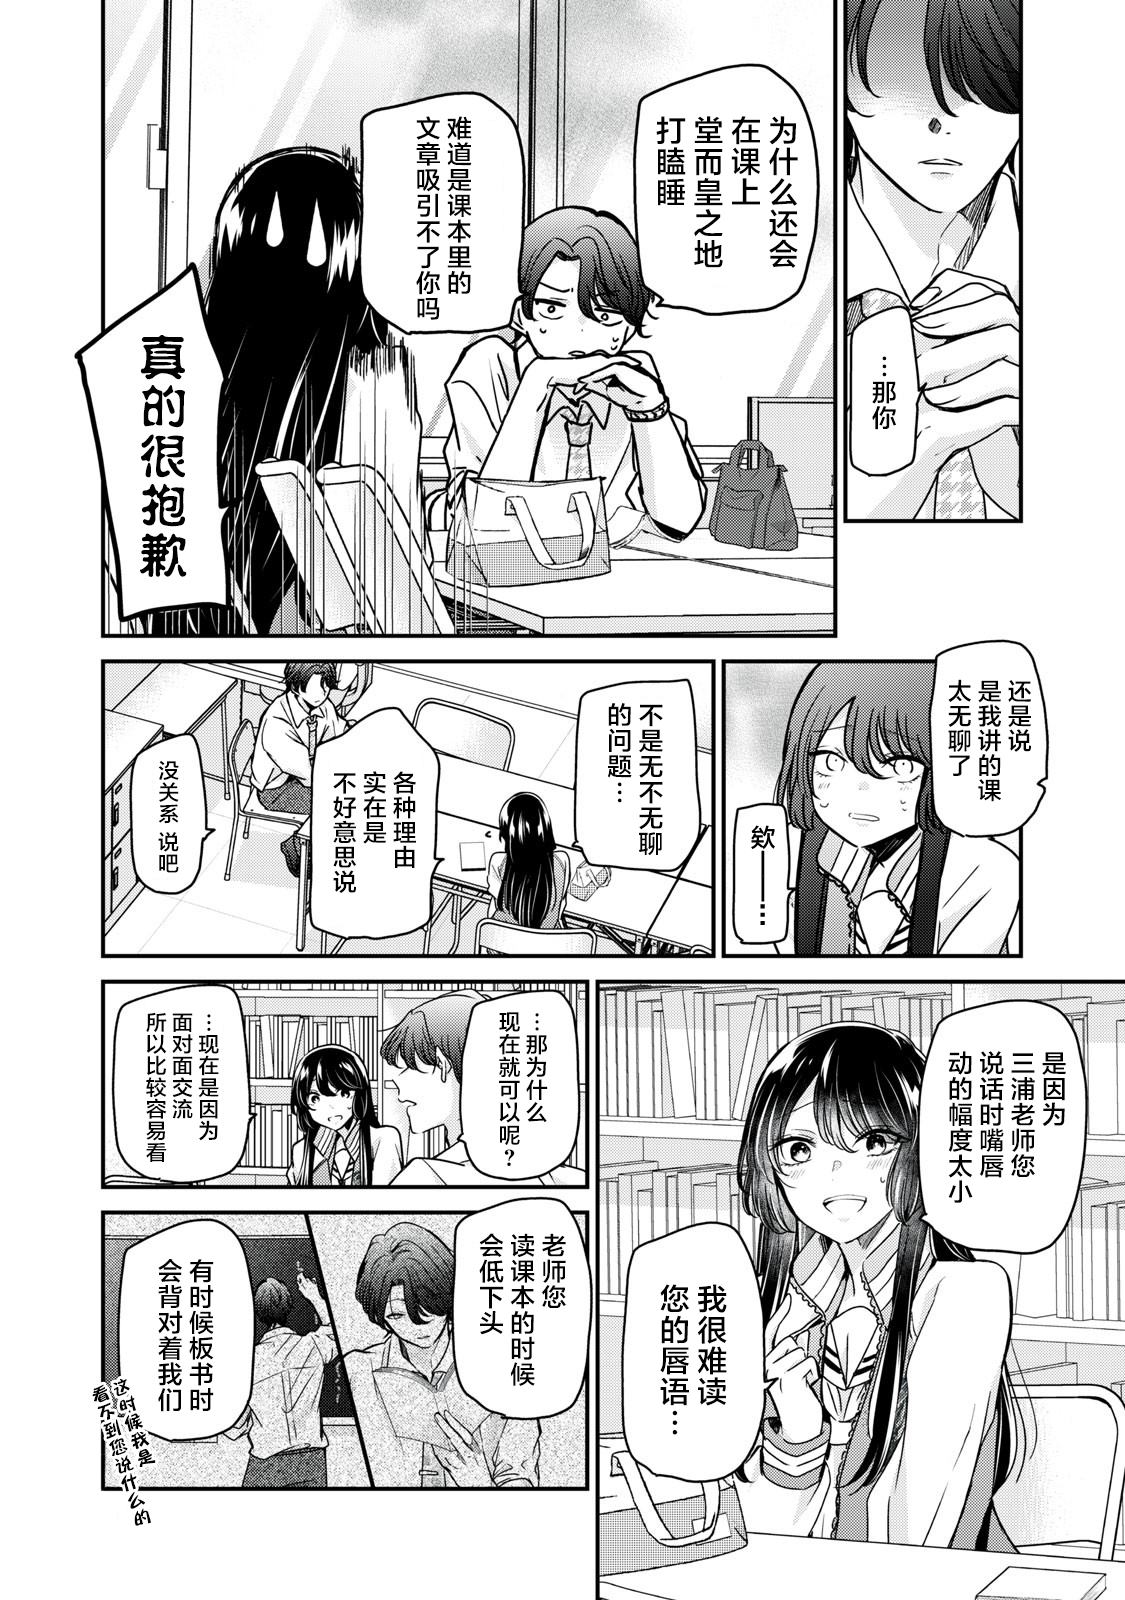 …那你
为什么还会
在课上
堂而皇之地
打瞌睡
难道是课本里的
文章吸引不了你吗
真的很抱歉
还是说
是我讲的课
太无聊了
欸——…
不是无不无聊
的问题…
各种理由
实在是
不好意思说
没关系 说吧
是因为
三浦老师您
说话时嘴唇
动的幅度太小
我很难读
您的唇语…
…那为什么
现在就可以呢?
…现在是因为
面对面交流
所以比较容易看
老师您
读课本的时候
会低下头
有时候板书时
会背对着我们
这时候我是
看不到您说什么的